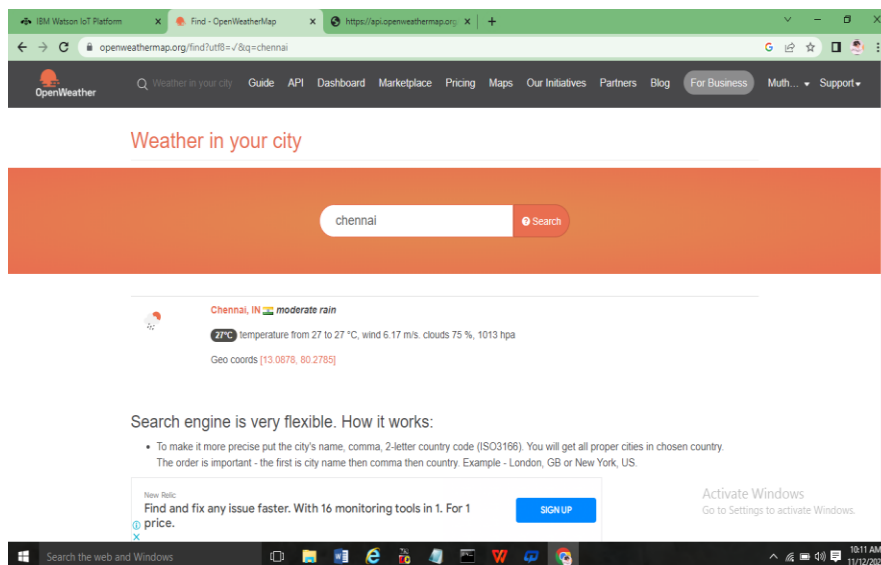 IBM Watson IoT Platform
Find - OpenWeatherMap
https://api.openweathermap.org
openweathermap.org/find?utf8=√&q=chennai
OpenWeather
Weather in your city
Guide
API
Dashboard
Marketplace
Pricing
Maps
Our Initiatives
Partners
Blog
For Business
Muth...
Support
Weather in your city
chennai
Search
Chennai, IN moderate rain
27°C temperature from 27 to 27 °C, wind 6.17 m/s. clouds 75 %, 1013 hpa
Geo coords [13.0878, 80.2785]
Search engine is very flexible. How it works:
• To make it more precise put the city's name, comma, 2-letter country code (ISO3166). You will get all proper cities in chosen country.
The order is important - the first is city name then comma then country. Example - London, GB or New York, US.
New Relic
Find and fix any issue faster. With 16 monitoring tools in 1. For 1
price.
SIGN UP
Activate Windows
Go to Settings to activate Windows.
Search the web and Windows
10:11 AM
11/12/202